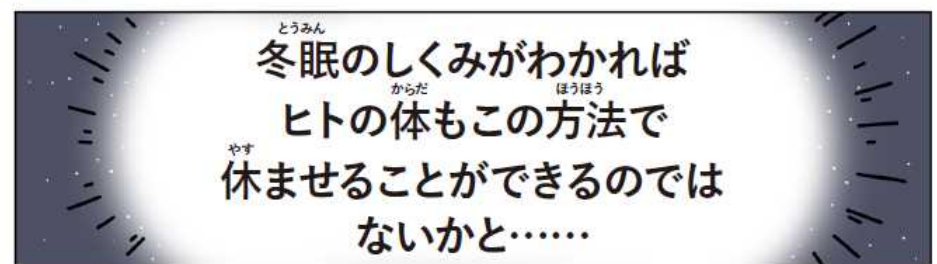 冬眠のしくみがわかれば
ヒトの体もこの方法で
休ませることができるのでは
ないかと……